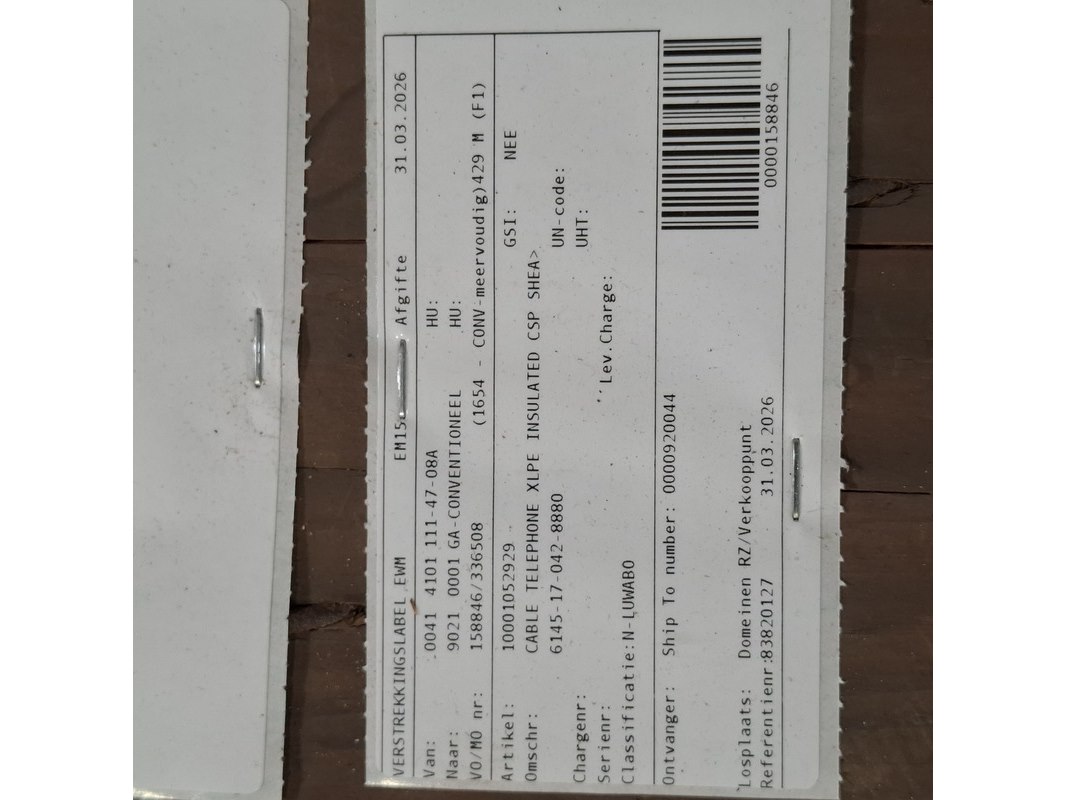 VERSTREKKINGSLABEL EWM EM15 Afgifte 31.03.2026
Van: 0041 4101 111-47-08A HU:
Naar: 9021 0001 GA-CONVENTIONEEL HU:
VO/MO nr: 158846/336508 (1654 - CONV-meervoudig)429 M (F1)
Artikel: 10001052929 GSI: NEE
Omschr: CABLE TELEPHONE XLPE INSULATED CSP SHEA>
6145-17-042-8880 UN-code:
Chargenr: UHT:
Serienr: ''Lev.Charge:
Classificatie:N-LUWABO
Ontvanger: Ship To number: 0000920044
Losplaats: Domeinen RZ/Verkooppunt
Referentienr:83820127 31.03.2026
0000158846